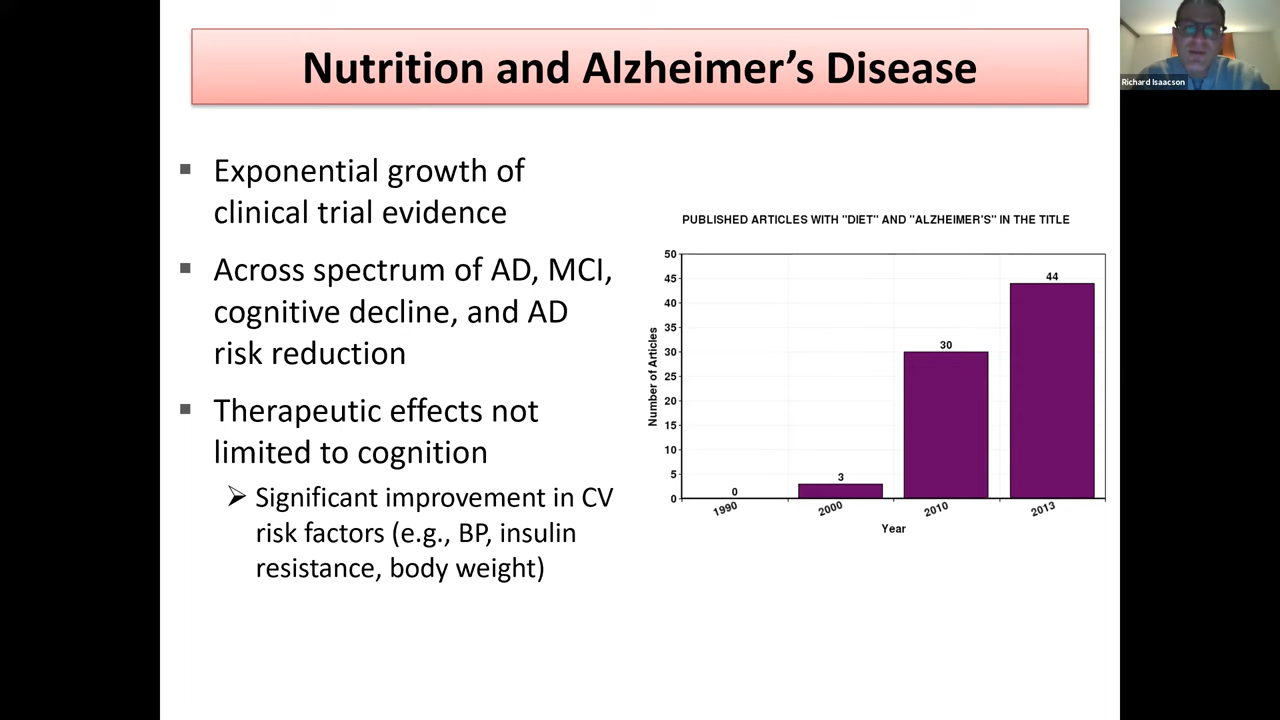 Nutrition and Alzheimer's Disease
Richard Isaacson
▪ Exponential growth of
clinical trial evidence
▪ Across spectrum of AD, MCI,
cognitive decline, and AD
risk reduction
▪ Therapeutic effects not
limited to cognition
➢ Significant improvement in CV
risk factors (e.g., BP, insulin
resistance, body weight)
PUBLISHED ARTICLES WITH "DIET" AND "ALZHEIMER'S" IN THE TITLE
Number of Articles
50
45
40
35
30
25
20
15
10
5
0
0
3
30
44
1990
2000
2010
2013
Year